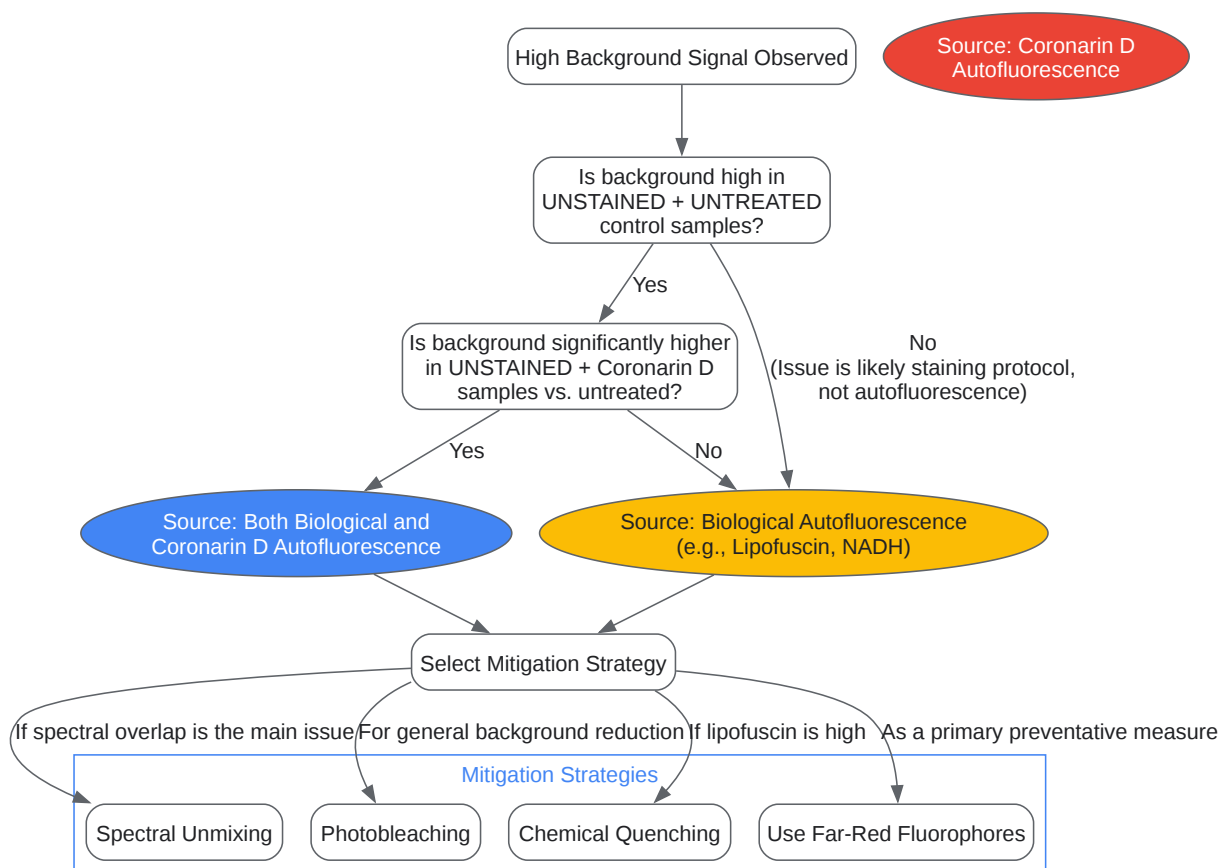 High Background Signal Observed
Source: Coronarin D
Autofluorescence
Is background high in
UNSTAINED + UNTREATED
control samples?
Yes
Is background significantly higher
in UNSTAINED + Coronarin D
samples vs. untreated?
No
(Issue is likely staining protocol,
not autofluorescence)
Yes
No
Source: Both Biological and
Coronarin D Autofluorescence
Source: Biological Autofluorescence
(e.g., Lipofuscin, NADH)
Select Mitigation Strategy
If spectral overlap is the main issue
For general background reduction
If lipofuscin is high
As a primary preventative measure
Mitigation Strategies
Spectral Unmixing
Photobleaching
Chemical Quenching
Use Far-Red Fluorophores